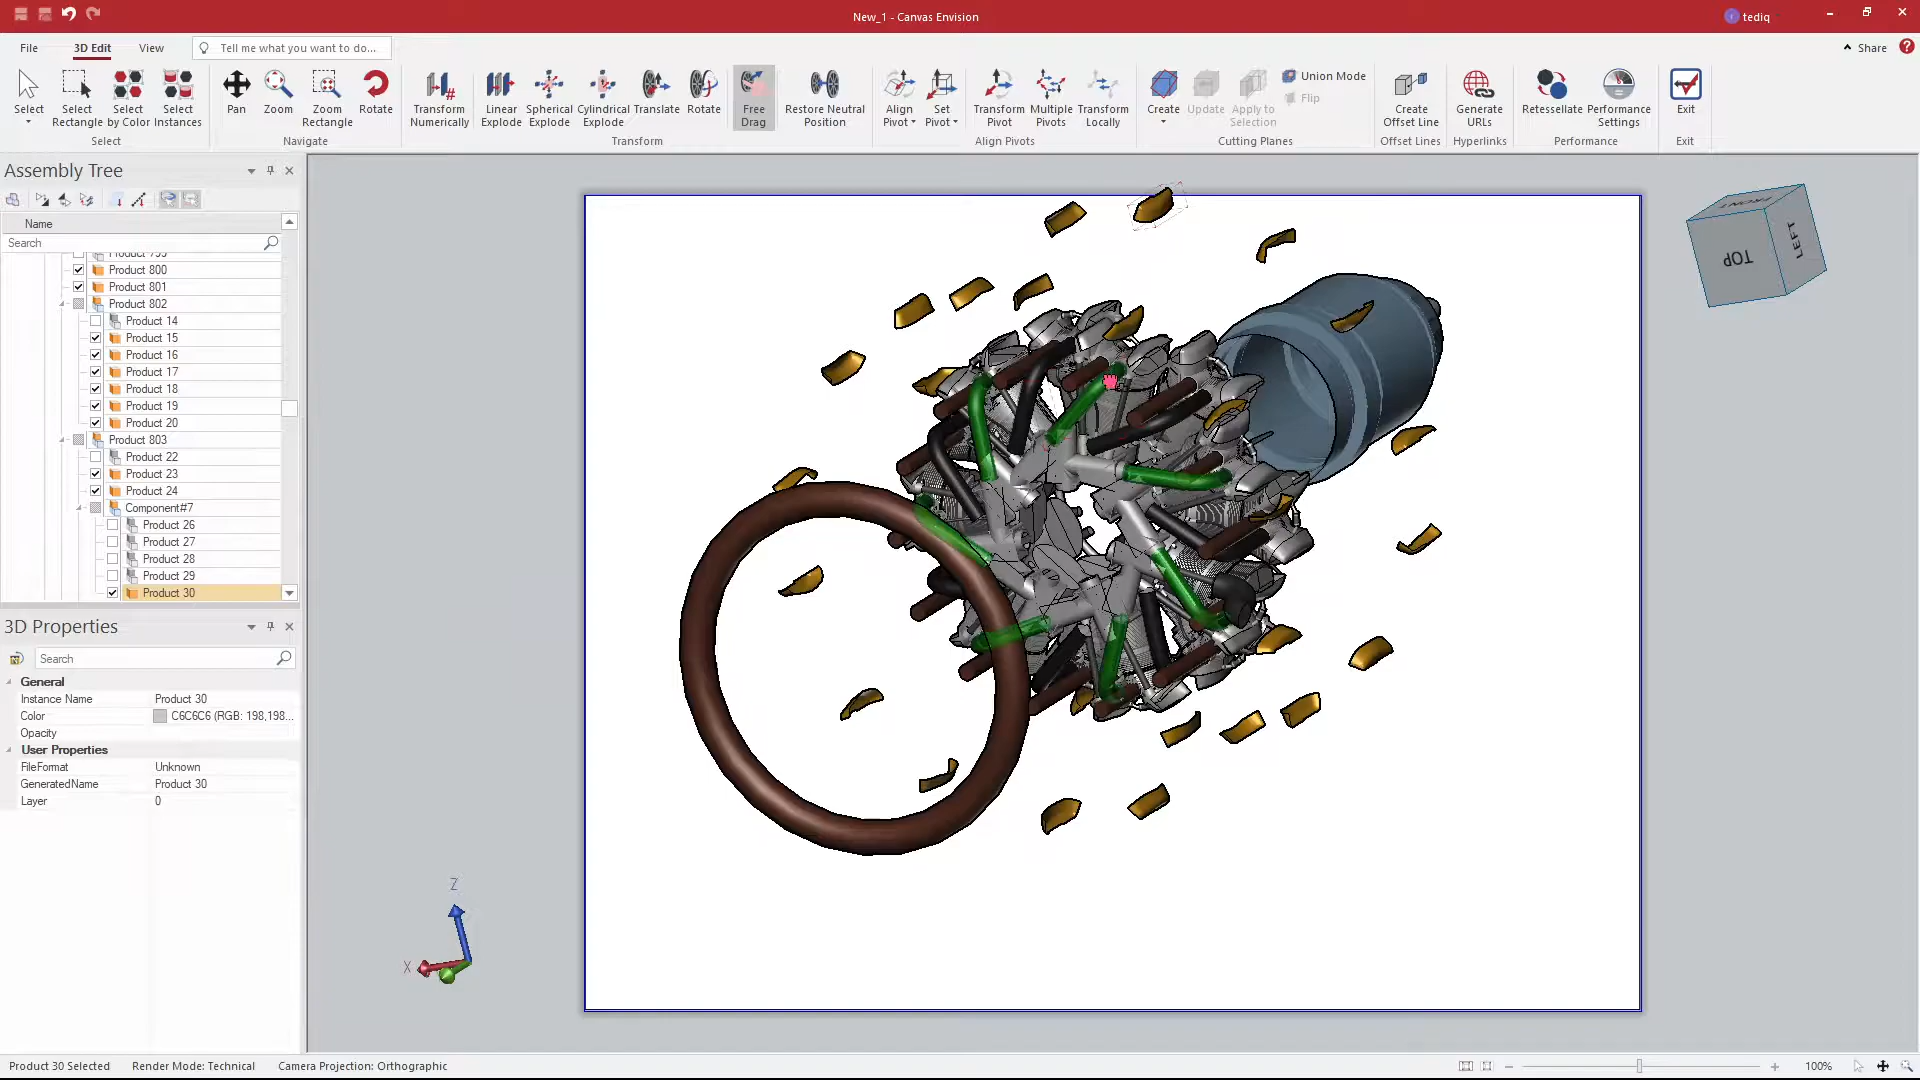 New_1 - Canvas Envision
tediq
File
3D Edit
View
Tell me what you want to do...
Share
Select
Select Rectangle
Select by Color
Select Instances
Pan
Zoom
Zoom Rectangle
Rotate
Transform Numerically
Linear Explode
Spherical Explode
Cylindrical Explode
Translate
Rotate
Free Drag
Restore Neutral Position
Align Pivot
Set Pivot
Transform Pivot
Multiple Pivots
Transform Locally
Create
Update
Apply to Selection
Union Mode
Flip
Create Offset Line
Generate URLs
Retessellate
Performance Settings
Exit
Select
Navigate
Transform
Align Pivots
Cutting Planes
Offset Lines
Hyperlinks
Performance
Exit
Assembly Tree
Name
Search
Product 799
Product 800
Product 801
Product 802
Product 14
Product 15
Product 16
Product 17
Product 18
Product 19
Product 20
Product 803
Product 22
Product 23
Product 24
Component#7
Product 26
Product 27
Product 28
Product 29
Product 30
3D Properties
Search
General
Instance Name Product 30
Color C6C6C6 (RGB: 198,198...
Opacity
User Properties
FileFormat Unknown
GeneratedName Product 30
Layer 0
FRONT
TOP
LEFT
Z
X
Product 30 Selected
Render Mode: Technical
Camera Projection: Orthographic
100%